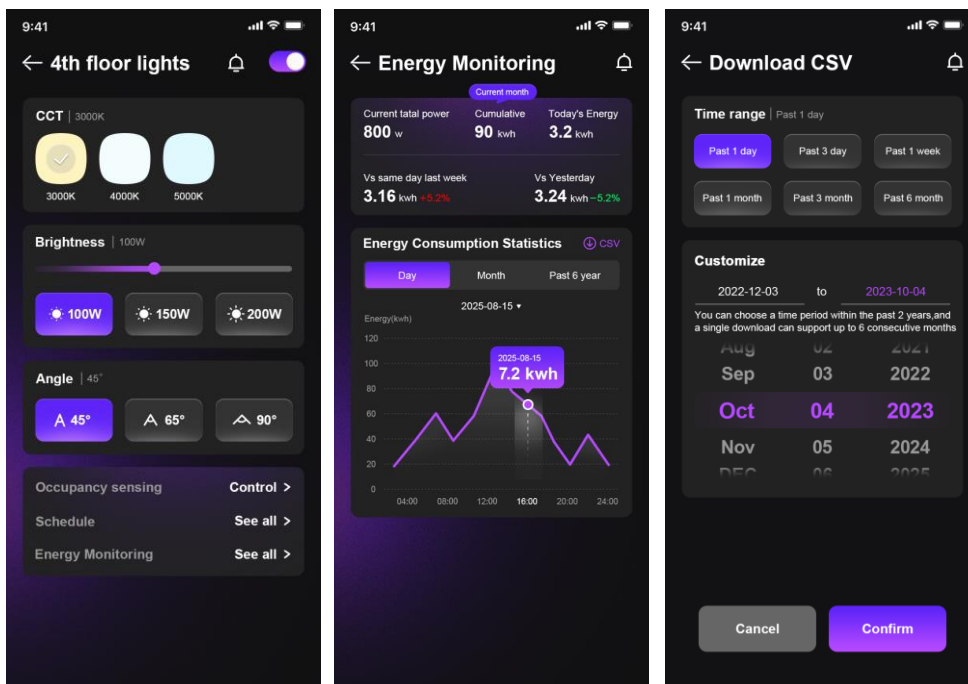 9:41
4th floor lights
CCT | 3000K
3000K 4000K 5000K
Brightness | 100W
100W 150W 200W
Angle | 45°
45° 65° 90°
Occupancy sensing Control >
Schedule See all >
Energy Monitoring See all >
9:41
Energy Monitoring
Current month
Current tatal power Cumulative Today's Energy
800 w 90 kwh 3.2 kwh
Vs same day last week Vs Yesterday
3.16 kwh +5.2% 3.24 kwh -5.2%
Energy Consumption Statistics CSV
Day Month Past 6 year
2025-08-15
Energy(kwh)
120
100
80
60
40
20
0
2025-08-15
7.2 kwh
04:00 08:00 12:00 16:00 20:00 24:00
9:41
Download CSV
Time range | Past 1 day
Past 1 day Past 3 day Past 1 week
Past 1 month Past 3 month Past 6 month
Customize
2022-12-03 to 2023-10-04
You can choose a time period within the past 2 years,and
a single download can support up to 6 consecutive months
Aug 02 2021
Sep 03 2022
Oct 04 2023
Nov 05 2024
DEC 06 2025
Cancel Confirm